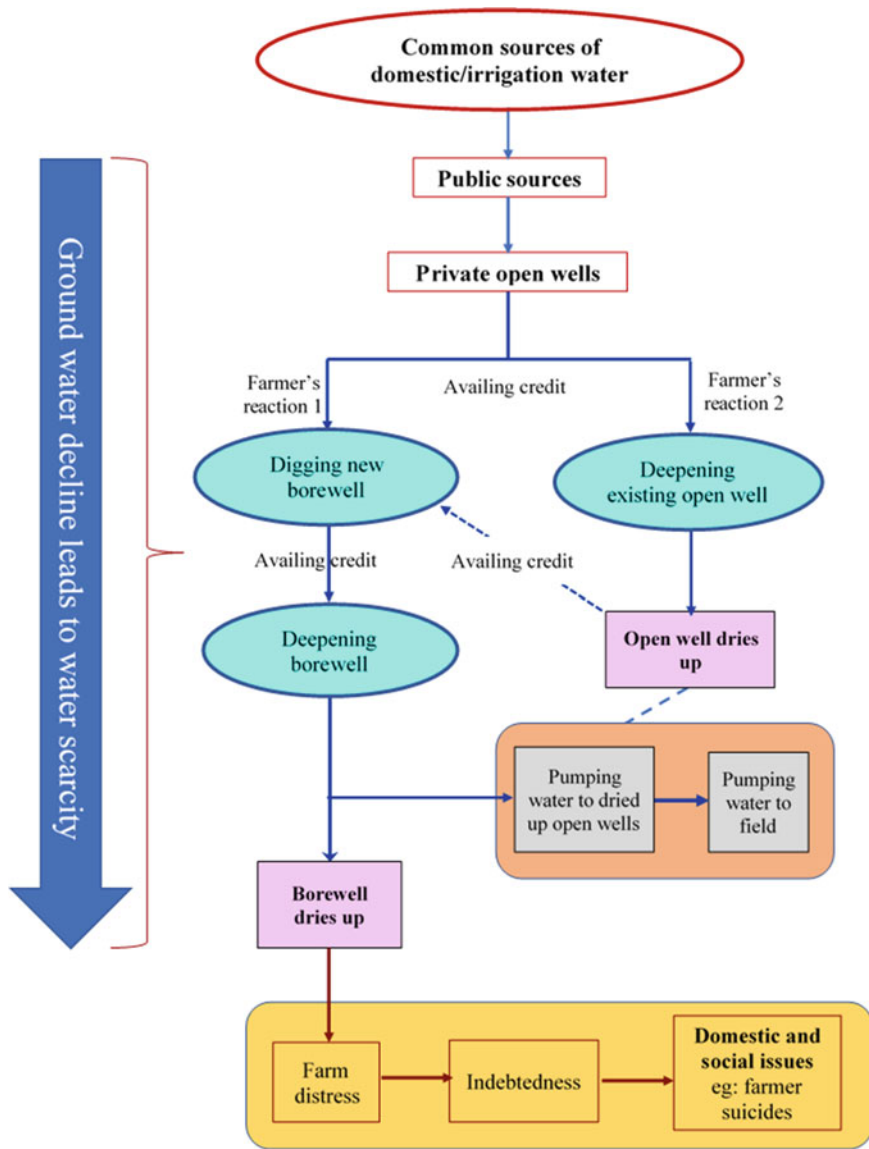 Common sources of
domestic/irrigation water
Public sources
Private open wells
Ground water decline leads to water scarcity
Farmer's
reaction 1
Availing credit
Farmer's
reaction 2
Digging new
borewell
Deepening
existing open well
Availing credit
Availing credit
Deepening
borewell
Open well dries
up
Pumping
water to dried
up open wells
Pumping
water to
field
Borewell
dries up
Farm
distress
Indebtedness
Domestic and
social issues
eg: farmer
suicides